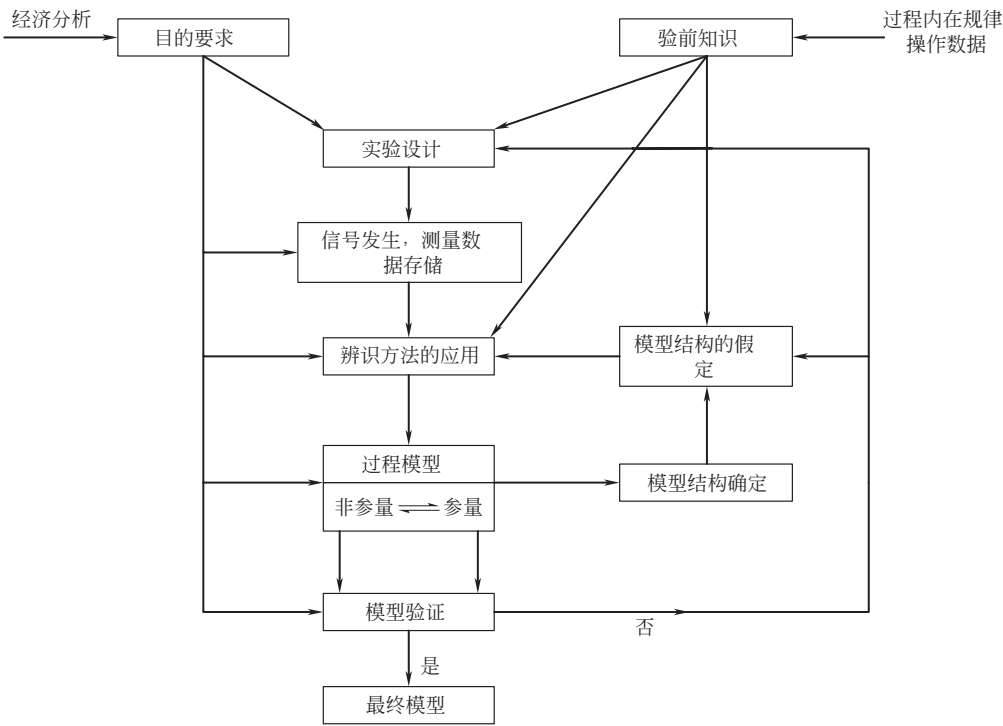 经济分析
目的要求
验前知识
过程内在规律
操作数据
实验设计
信号发生，测量数
据存储
辨识方法的应用
模型结构的假
定
过程模型
模型结构确定
非参量 参量
模型验证
否
是
最终模型